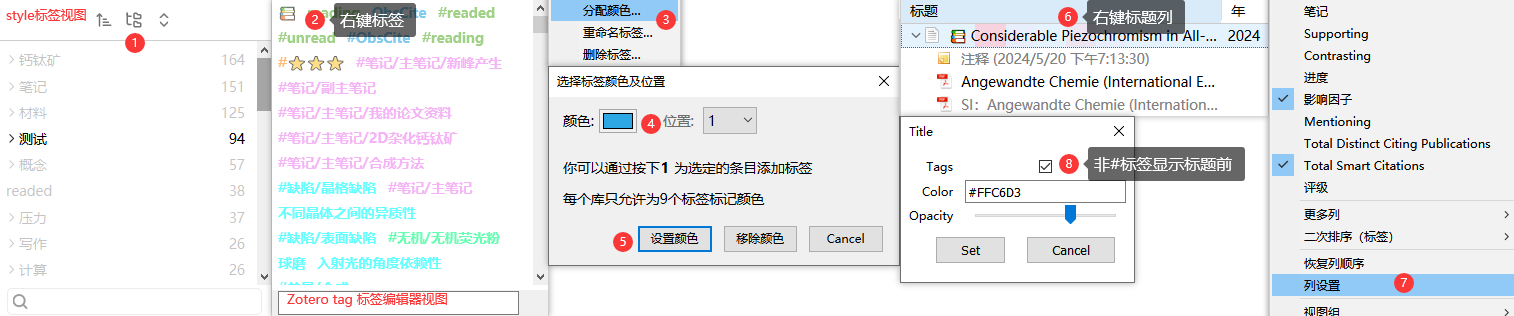 style标签视图
1
钙钛矿 164
笔记 151
材料 125
测试 94
概念 26
readed 38
压力 37
写作 26
计算 26
2 右键标签
#ObsCite #readed
#unread #ObsCite #reading
#⭐⭐⭐ #笔记/主笔记/新峰产生
#笔记/副主笔记
#笔记/主笔记/我的论文资料
#笔记/主笔记/2D杂化钙钛矿
#笔记/主笔记/合成方法
#缺陷/晶格缺陷 #笔记/主笔记
不同晶体之间的异质性
#缺陷/表面缺陷 #无机/无机荧光粉
球磨 入射光的角度依赖性
Zotero tag 标签编辑器视图
分配颜色... 3
重命名标签...
删除标签...
选择标签颜色及位置
颜色: 4 位置: 1
你可以通过按下1 为选定的条目添加标签
每个库只允许为9个标签标记颜色
5 设置颜色 移除颜色 Cancel
标题 6 右键标题列 年
Considerable Piezochromism in All-... 2024
注释 (2024/5/20 下午7:13:30)
Angewandte Chemie (International E...
SI：Angewandte Chemie (Internation...
Title
Tags 8 非#标签显示标题前
Color #FFC6D3
Opacity
Set Cancel
笔记
Supporting
Contrasting
进度
影响因子
Mentioning
Total Distinct Citing Publications
Total Smart Citations
评级
更多列
二次排序（标签）
恢复列顺序
列设置 7
视图组